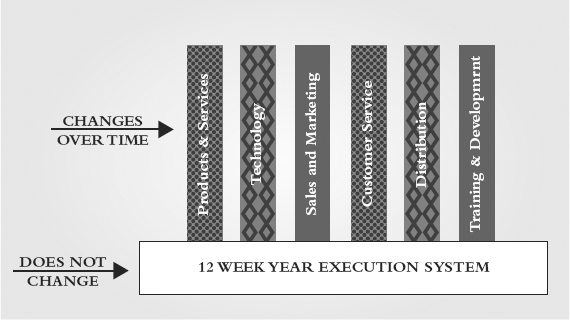 CHANGES
OVER TIME
Products & Services
Technology
Sales and Marketing
Customer Service
Distribution
Training & Developmrnt
DOES NOT
CHANGE
12 WEEK YEAR EXECUTION SYSTEM